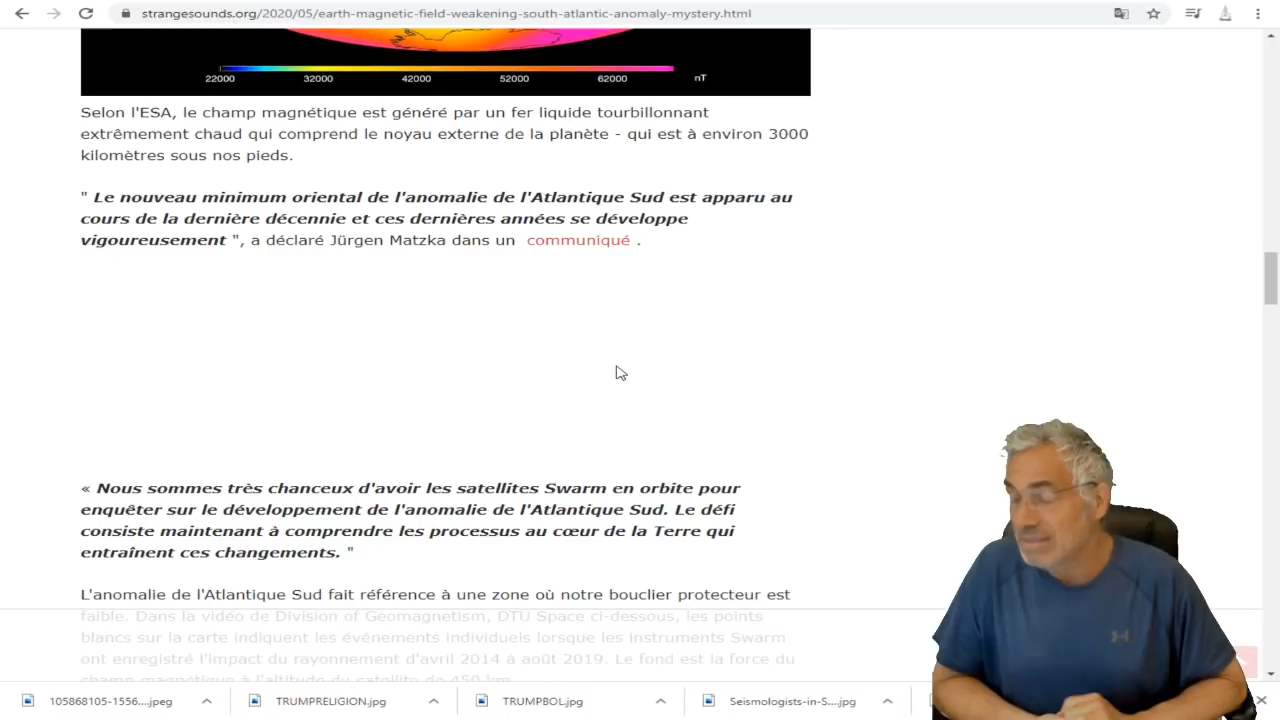 strangesounds.org/2020/05/earth-magnetic-field-weakening-south-atlantic-anomaly-mystery.html
22000 32000 42000 52000 62000 nT
Selon l'ESA, le champ magnétique est généré par un fer liquide tourbillonnant
extrêmement chaud qui comprend le noyau externe de la planète - qui est à environ 3000
kilomètres sous nos pieds.
" Le nouveau minimum oriental de l'anomalie de l'Atlantique Sud est apparu au
cours de la dernière décennie et ces dernières années se développe
vigoureusement ", a déclaré Jürgen Matzka dans un communiqué .
« Nous sommes très chanceux d'avoir les satellites Swarm en orbite pour
enquêter sur le développement de l'anomalie de l'Atlantique Sud. Le défi
consiste maintenant à comprendre les processus au cœur de la Terre qui
entraînent ces changements. "
L'anomalie de l'Atlantique Sud fait référence à une zone où notre bouclier protecteur est
faible. Dans la vidéo de Division of Geomagnetism, DTU Space ci-dessous, les points
blancs sur la carte indiquent les événements individuels lorsque les instruments Swarm
ont enregistré l'impact du rayonnement d'avril 2014 à août 2019. Le fond est la force du
champ magnétique à l'altitude du satellite de 450 km.
105868105-1556....jpeg TRUMPRELIGION.jpg TRUMPBOL.jpg Seismologists-in-S....jpg